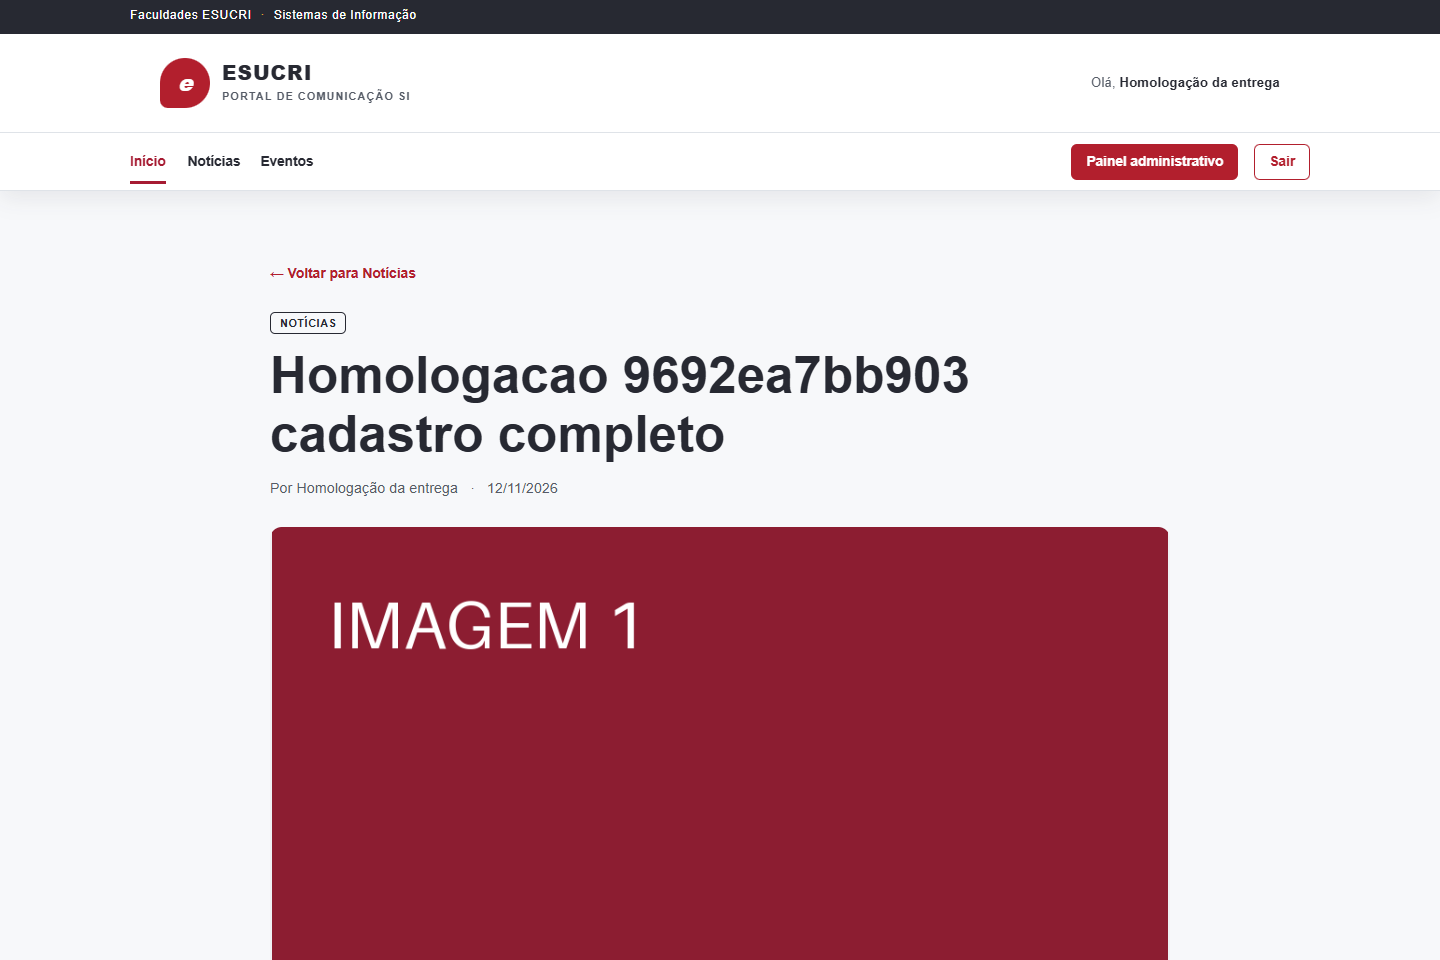 Faculdades ESUCRI · Sistemas de Informação
e
ESUCRI
PORTAL DE COMUNICAÇÃO SI
Olá, Homologação da entrega
Início Notícias Eventos
Painel administrativo Sair
← Voltar para Notícias
NOTÍCIAS
Homologacao 9692ea7bb903
cadastro completo
Por Homologação da entrega · 12/11/2026
IMAGEM 1